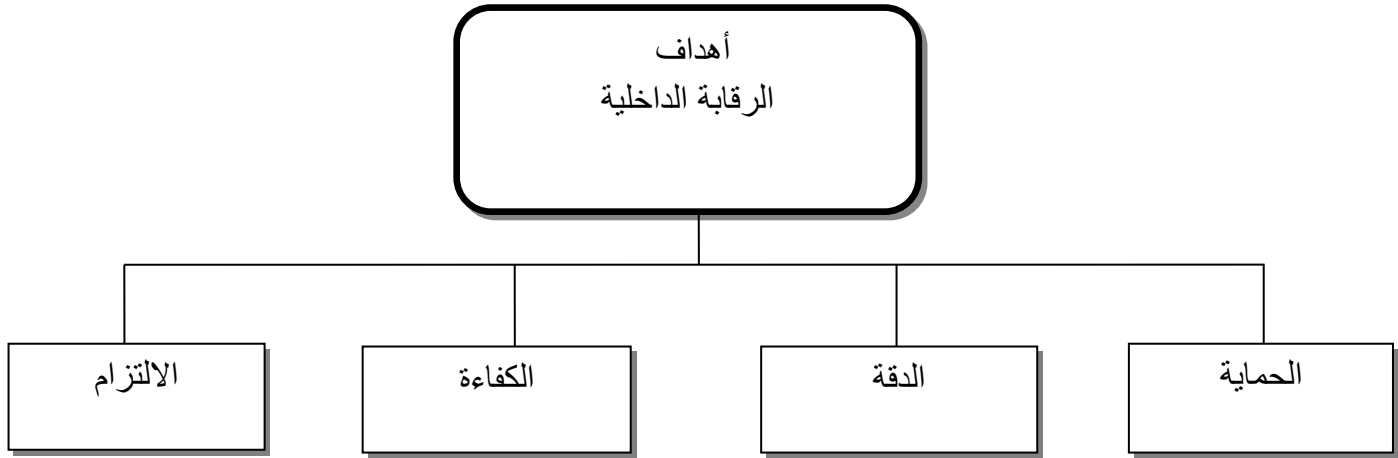 أهداف
الرقابة الداخلية
الحماية
الدقة
الكفاءة
الالتزام